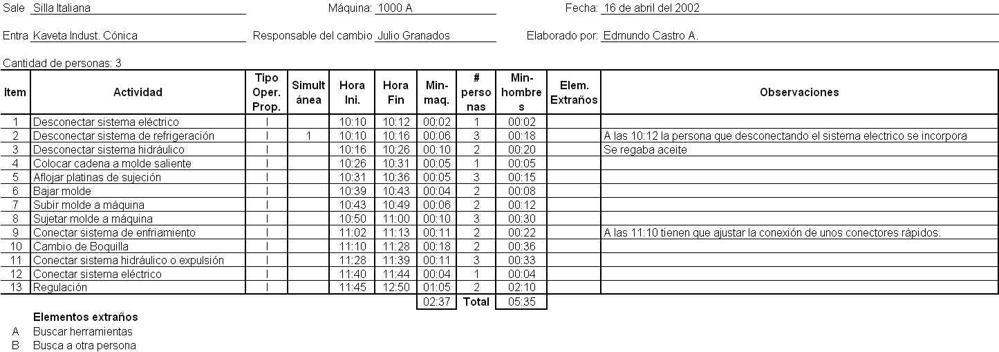 Sale Silla Italiana Máquina: 1000 A Fecha: 16 de abril del 2002
Entra Kaveta Indust. Cónica Responsable del cambio Julio Granados Elaborado por: Edmundo Castro A.
Cantidad de personas: 3
Item Actividad Tipo Oper. Prop. Simult ánea Hora Ini. Hora Fin Min- maq. # perso nas Min- hombre s Elem. Extraños Observaciones
1 Desconectar sistema eléctrico I 10:10 10:12 00:02 1 00:02
2 Desconectar sistema de refrigeración I 1 10:10 10:16 00:06 3 00:18 A las 10:12 la persona que desconectando el sistema electrico se incorpora
3 Desconectar sistema hidráulico I 10:16 10:26 00:10 2 00:20 Se regaba aceite
4 Colocar cadena a molde saliente I 10:26 10:31 00:05 1 00:05
5 Aflojar platinas de sujeción I 10:31 10:36 00:05 3 00:15
6 Bajar molde I 10:39 10:43 00:04 2 00:08
7 Subir molde a máquina I 10:43 10:49 00:06 2 00:12
8 Sujetar molde a máquina I 10:50 11:00 00:10 3 00:30
9 Conectar sistema de enfriamiento I 11:02 11:13 00:11 2 00:22 A las 11:10 tienen que ajustar la conexión de unos conectores rápidos.
10 Cambio de Boquilla I 11:10 11:28 00:18 2 00:36
11 Conectar sistema hidráulico o expulsión I 11:28 11:39 00:11 3 00:33
12 Conectar sistema eléctrico I 11:40 11:44 00:04 1 00:04
13 Regulación I 11:45 12:50 01:05 2 02:10
02:37 Total 05:35
Elementos extraños
A Buscar herramientas
B Busca a otra persona